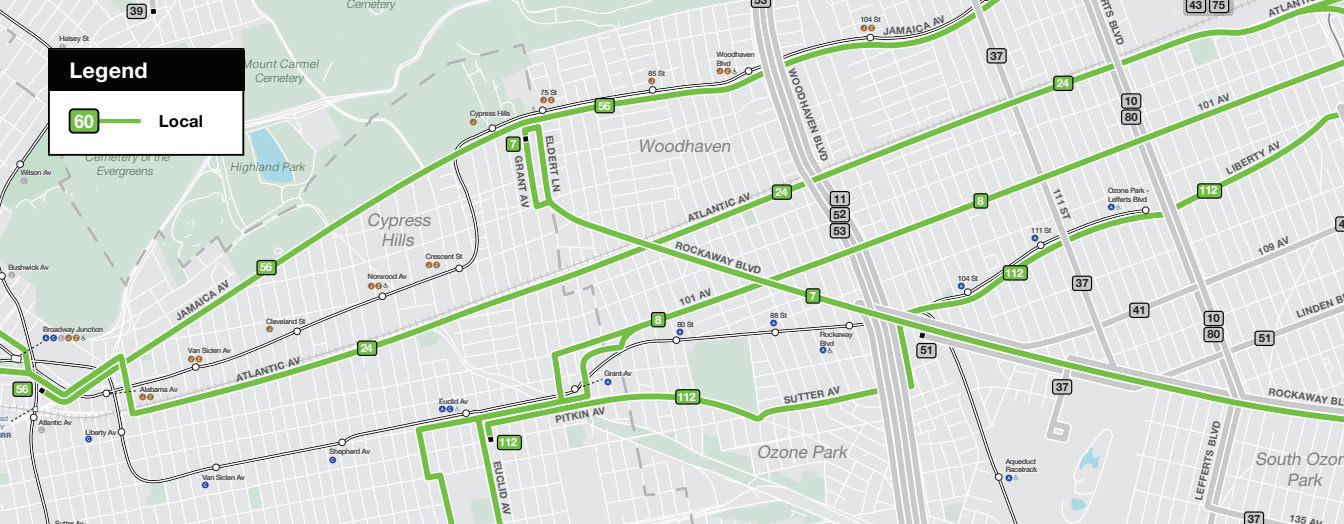 Cemetery
39
53
43 75
104 St
JAMAICA AV
ATLANTIC
Halsey St
37
Legend
Mount Carmel
Cemetery
Woodhaven
Blvd
85 St
75 St
56
24
WOODHAVEN BLVD
10
80
101 AV
60 Local
Cypress Hills
7
ELDERT LN
GRANT AV
Woodhaven
Cemetery of the
Evergreens
Highland Park
Wilson Av
LIBERTY AV
112
24
ATLANTIC AV
8
11
52
53
111 ST
Ozone Park -
Lefferts Blvd
Cypress
Hills
111 St
109 AV
ROCKAWAY BLVD
Crescent St
56
Bushwick Av
Norwood Av
112
104 St
37
JAMAICA AV
101 AV
7
41
LINDEN B
Cleveland St
8
80 St
88 St
Rockaway
Blvd
10
80
51
51
Broadway Junction
24
Van Siclen Av
ATLANTIC AV
Grant Av
37
56
Alabama Av
112
SUTTER AV
ROCKAWAY BL
Euclid Av
PITKIN AV
Atlantic Av
Liberty Av
112
Shepherd Av
Ozone Park
LEFFERTS BLVD
South Ozon
Park
Aqueduct
Racetrack
Van Siclen Av
EUCLID AV
37
135 AV
Sutter Av